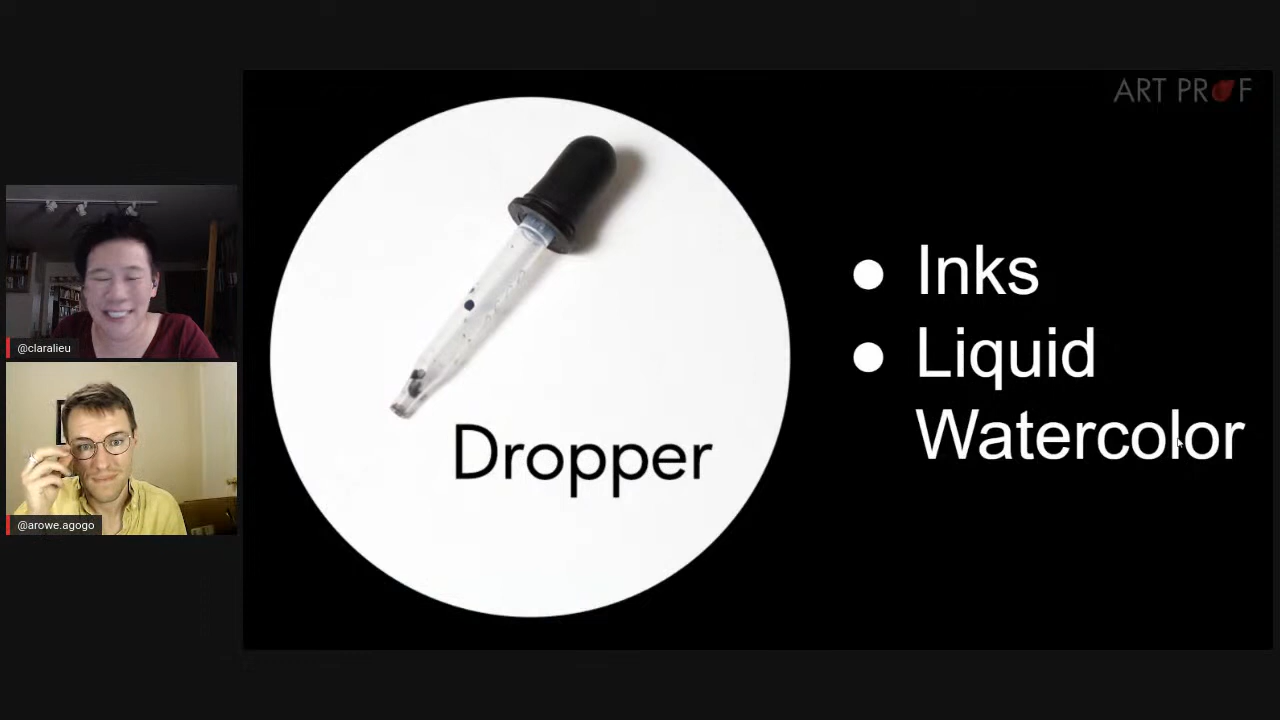 ART PROF
@claralieu
@arowe.agogo
Dropper
● Inks
● Liquid
Watercolor